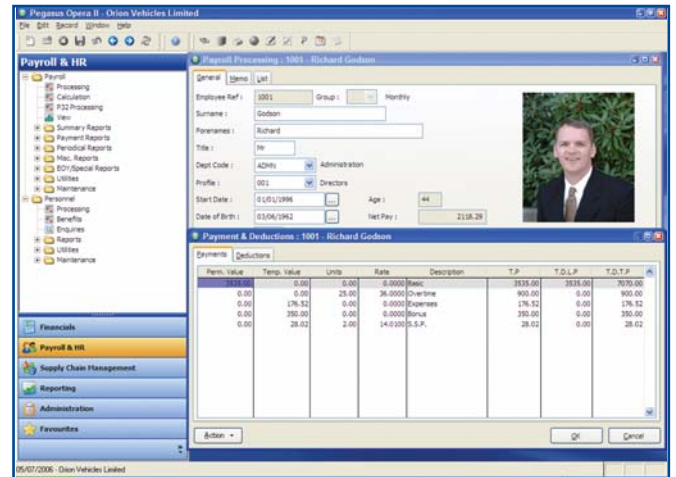 Pegasus Opera II - Orion Vehicles Limited
File Edit Record Window Help
Payroll & HR
Payroll
Processing
Calculation
P32 Processing
View
Summary Reports
Payment Reports
Periodical Reports
Misc. Reports
EOY/Special Reports
Utilities
Maintenance
Personnel
Processing
Benefits
Enquiries
Reports
Utilities
Maintenance
Financials
Payroll & HR
Supply Chain Management
Reporting
Administration
Favourites
Payroll Processing : 1001 - Richard Godson
General Memo List
Employee Ref : 1001 Group : Monthly
Surname : Godson
Forenames : Richard
Title : Mr
Dept Code : ADMN Administration
Profile : 001 Directors
Start Date : 01/01/1996 ... Age : 44
Date of Birth : 03/06/1962 ... Net Pay : 2118.29
Payment & Deductions : 1001 - Richard Godson
Payments Deductions
Perm. Value Temp. Value Units Rate Description T.P T.D.L.P T.D.T.P
3535.00 0.00 0.00 0.0000 Basic 3535.00 3535.00 7070.00
0.00 0.00 25.00 36.0000 Overtime 900.00 0.00 900.00
0.00 176.52 0.00 0.0000 Expenses 176.52 0.00 176.52
0.00 350.00 0.00 0.0000 Bonus 350.00 0.00 350.00
0.00 28.02 2.00 14.0100 S.S.P. 28.02 0.00 28.02
Action OK Cancel
05/07/2006 - Orion Vehicles Limited